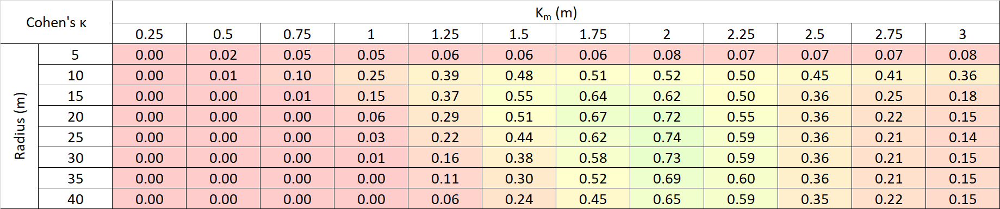 Cohen's κ
Km (m)
0.25 0.5 0.75 1 1.25 1.5 1.75 2 2.25 2.5 2.75 3
Radius (m)
5 0.00 0.02 0.05 0.05 0.06 0.06 0.06 0.08 0.07 0.07 0.07 0.08
10 0.00 0.01 0.10 0.25 0.39 0.48 0.51 0.52 0.50 0.45 0.41 0.36
15 0.00 0.00 0.01 0.15 0.37 0.55 0.64 0.62 0.50 0.36 0.25 0.18
20 0.00 0.00 0.00 0.06 0.29 0.51 0.67 0.72 0.55 0.36 0.22 0.15
25 0.00 0.00 0.00 0.03 0.22 0.44 0.62 0.74 0.59 0.36 0.21 0.14
30 0.00 0.00 0.00 0.01 0.16 0.38 0.58 0.73 0.59 0.36 0.21 0.15
35 0.00 0.00 0.00 0.00 0.11 0.30 0.52 0.69 0.60 0.36 0.21 0.15
40 0.00 0.00 0.00 0.00 0.06 0.24 0.45 0.65 0.59 0.35 0.22 0.15